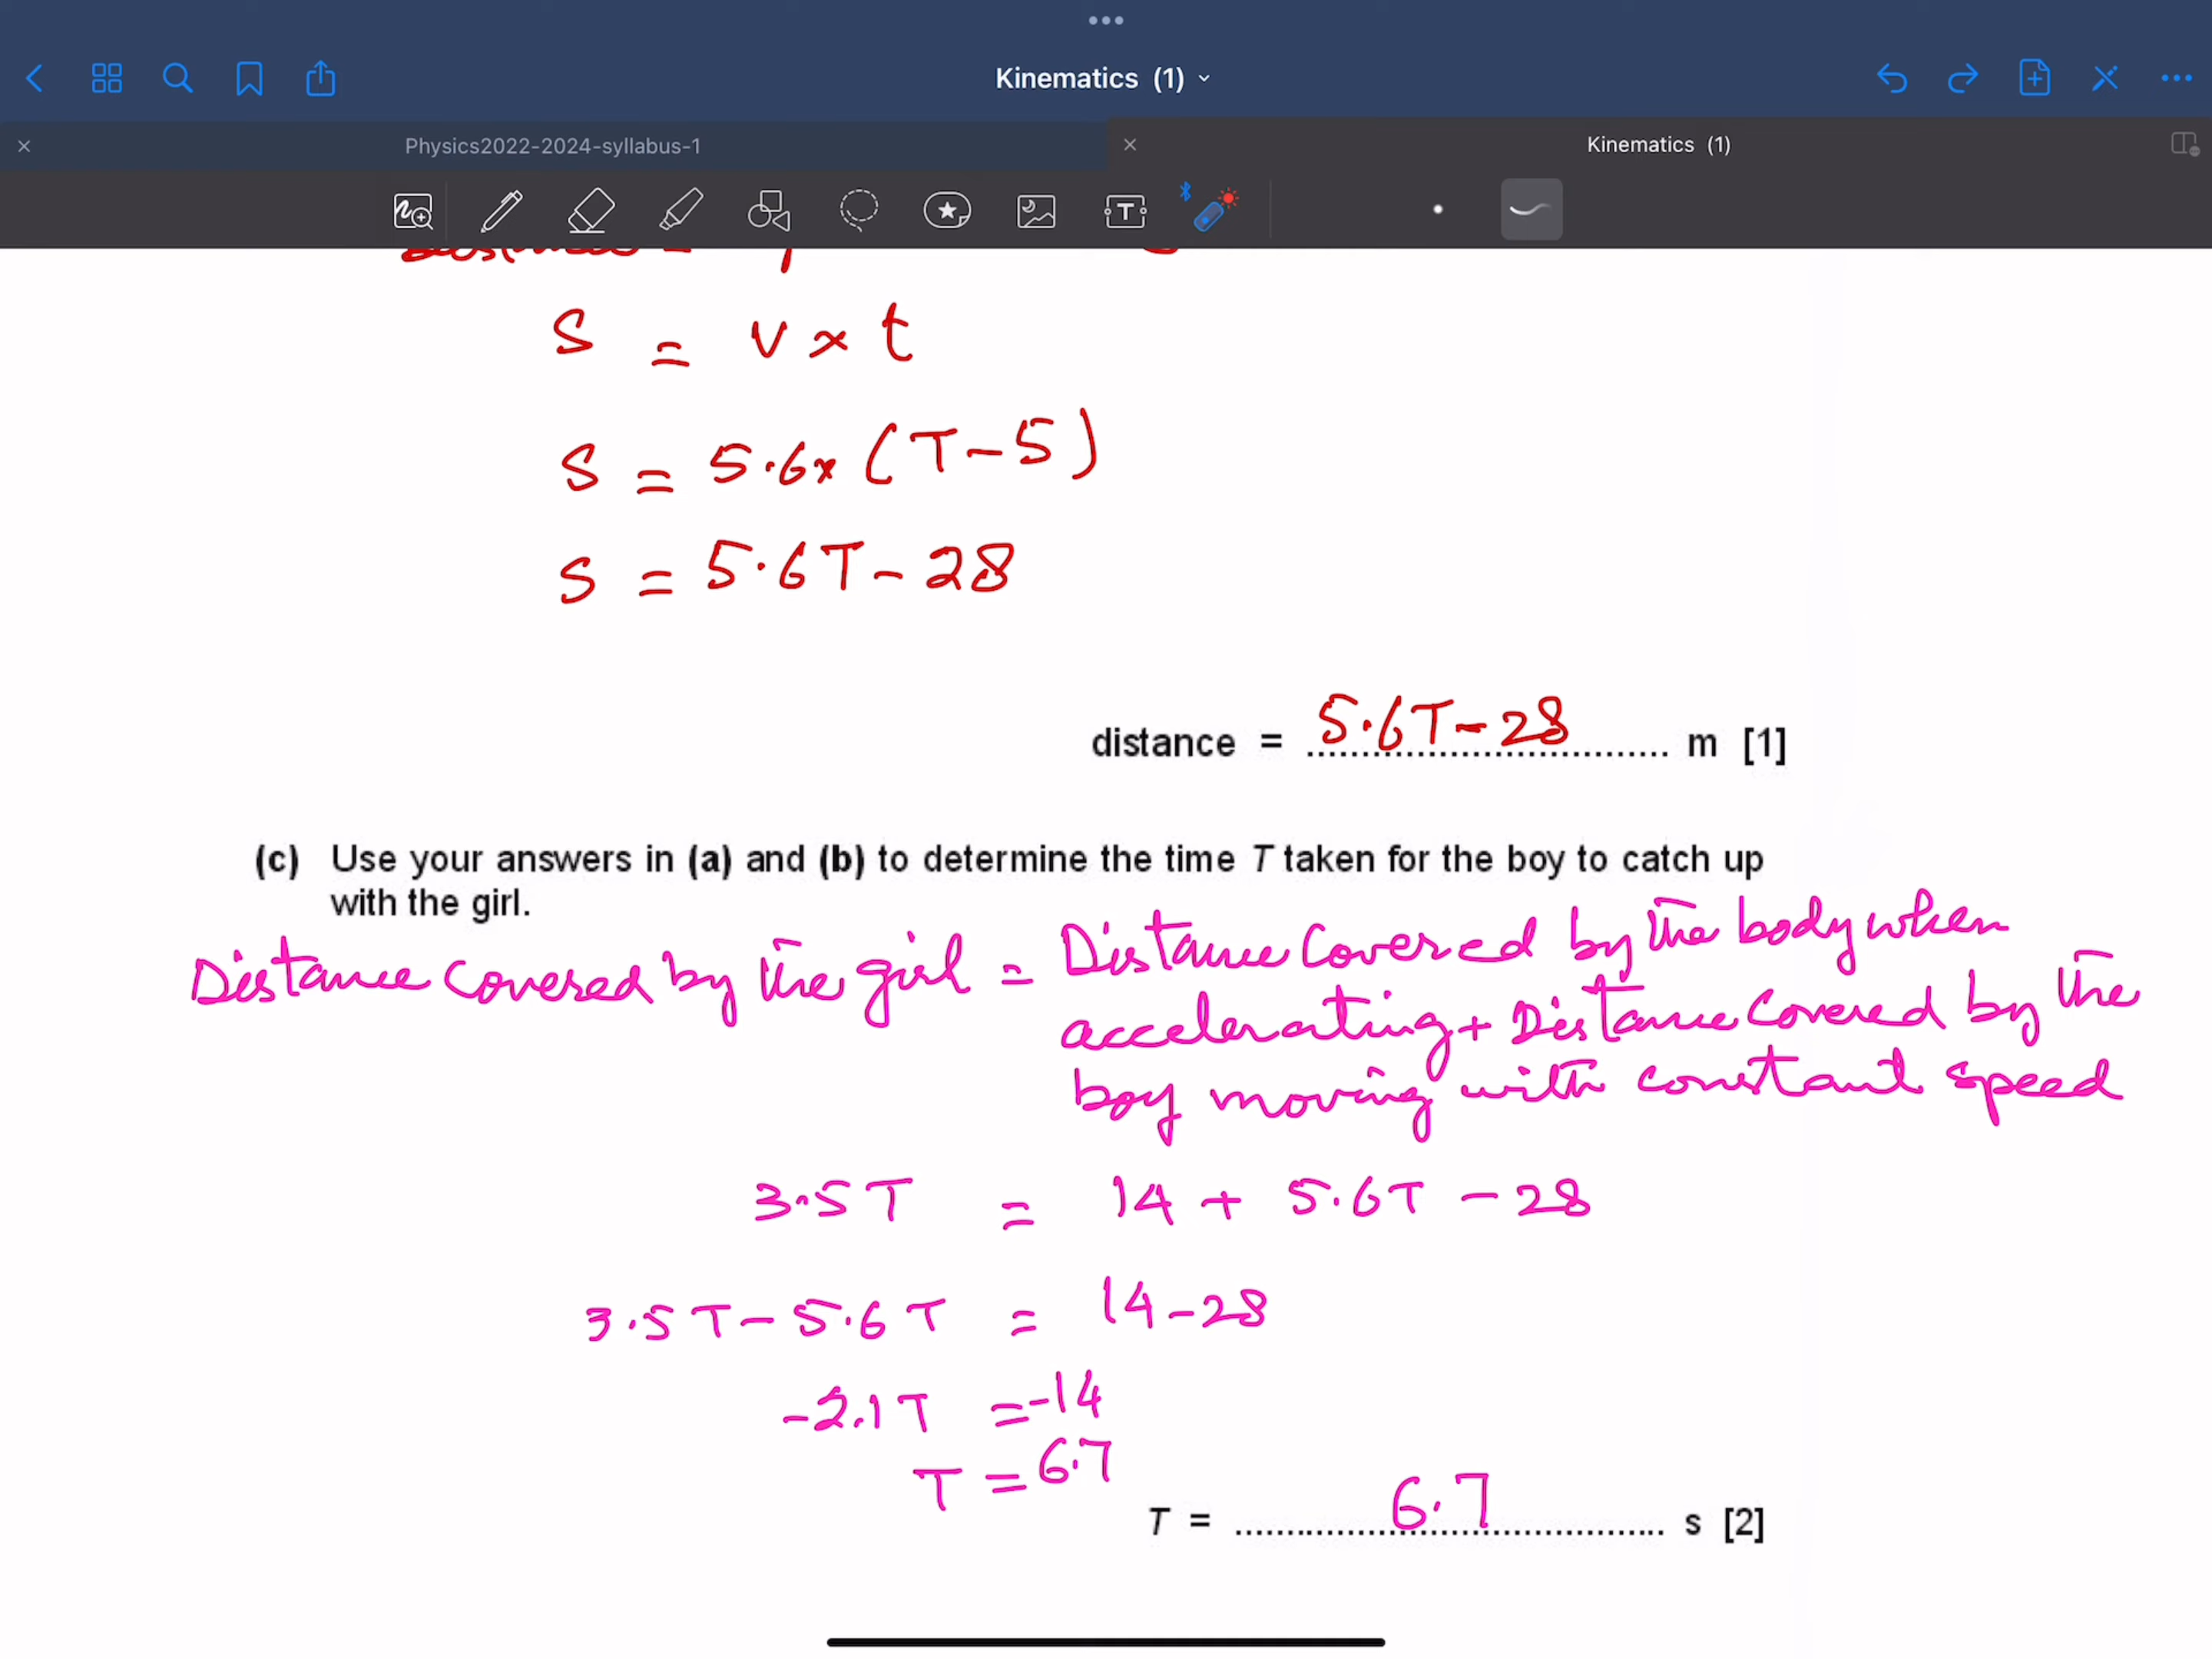 Kinematics (1)
Physics2022-2024-syllabus-1
Kinematics (1)
S = v × t
S = 5.6 × (T - 5)
S = 5.6T - 28
distance = 5.6T - 28 m [1]
(c) Use your answers in (a) and (b) to determine the time T taken for the boy to catch up
with the girl.
Distance covered by the girl = Distance covered by the body when
accelerating + Distance covered by the
boy moving with constant speed
3.5T = 14 + 5.6T - 28
3.5T - 5.6T = 14 - 28
-2.1T = -14
T = 6.7
T = 6.7 s [2]